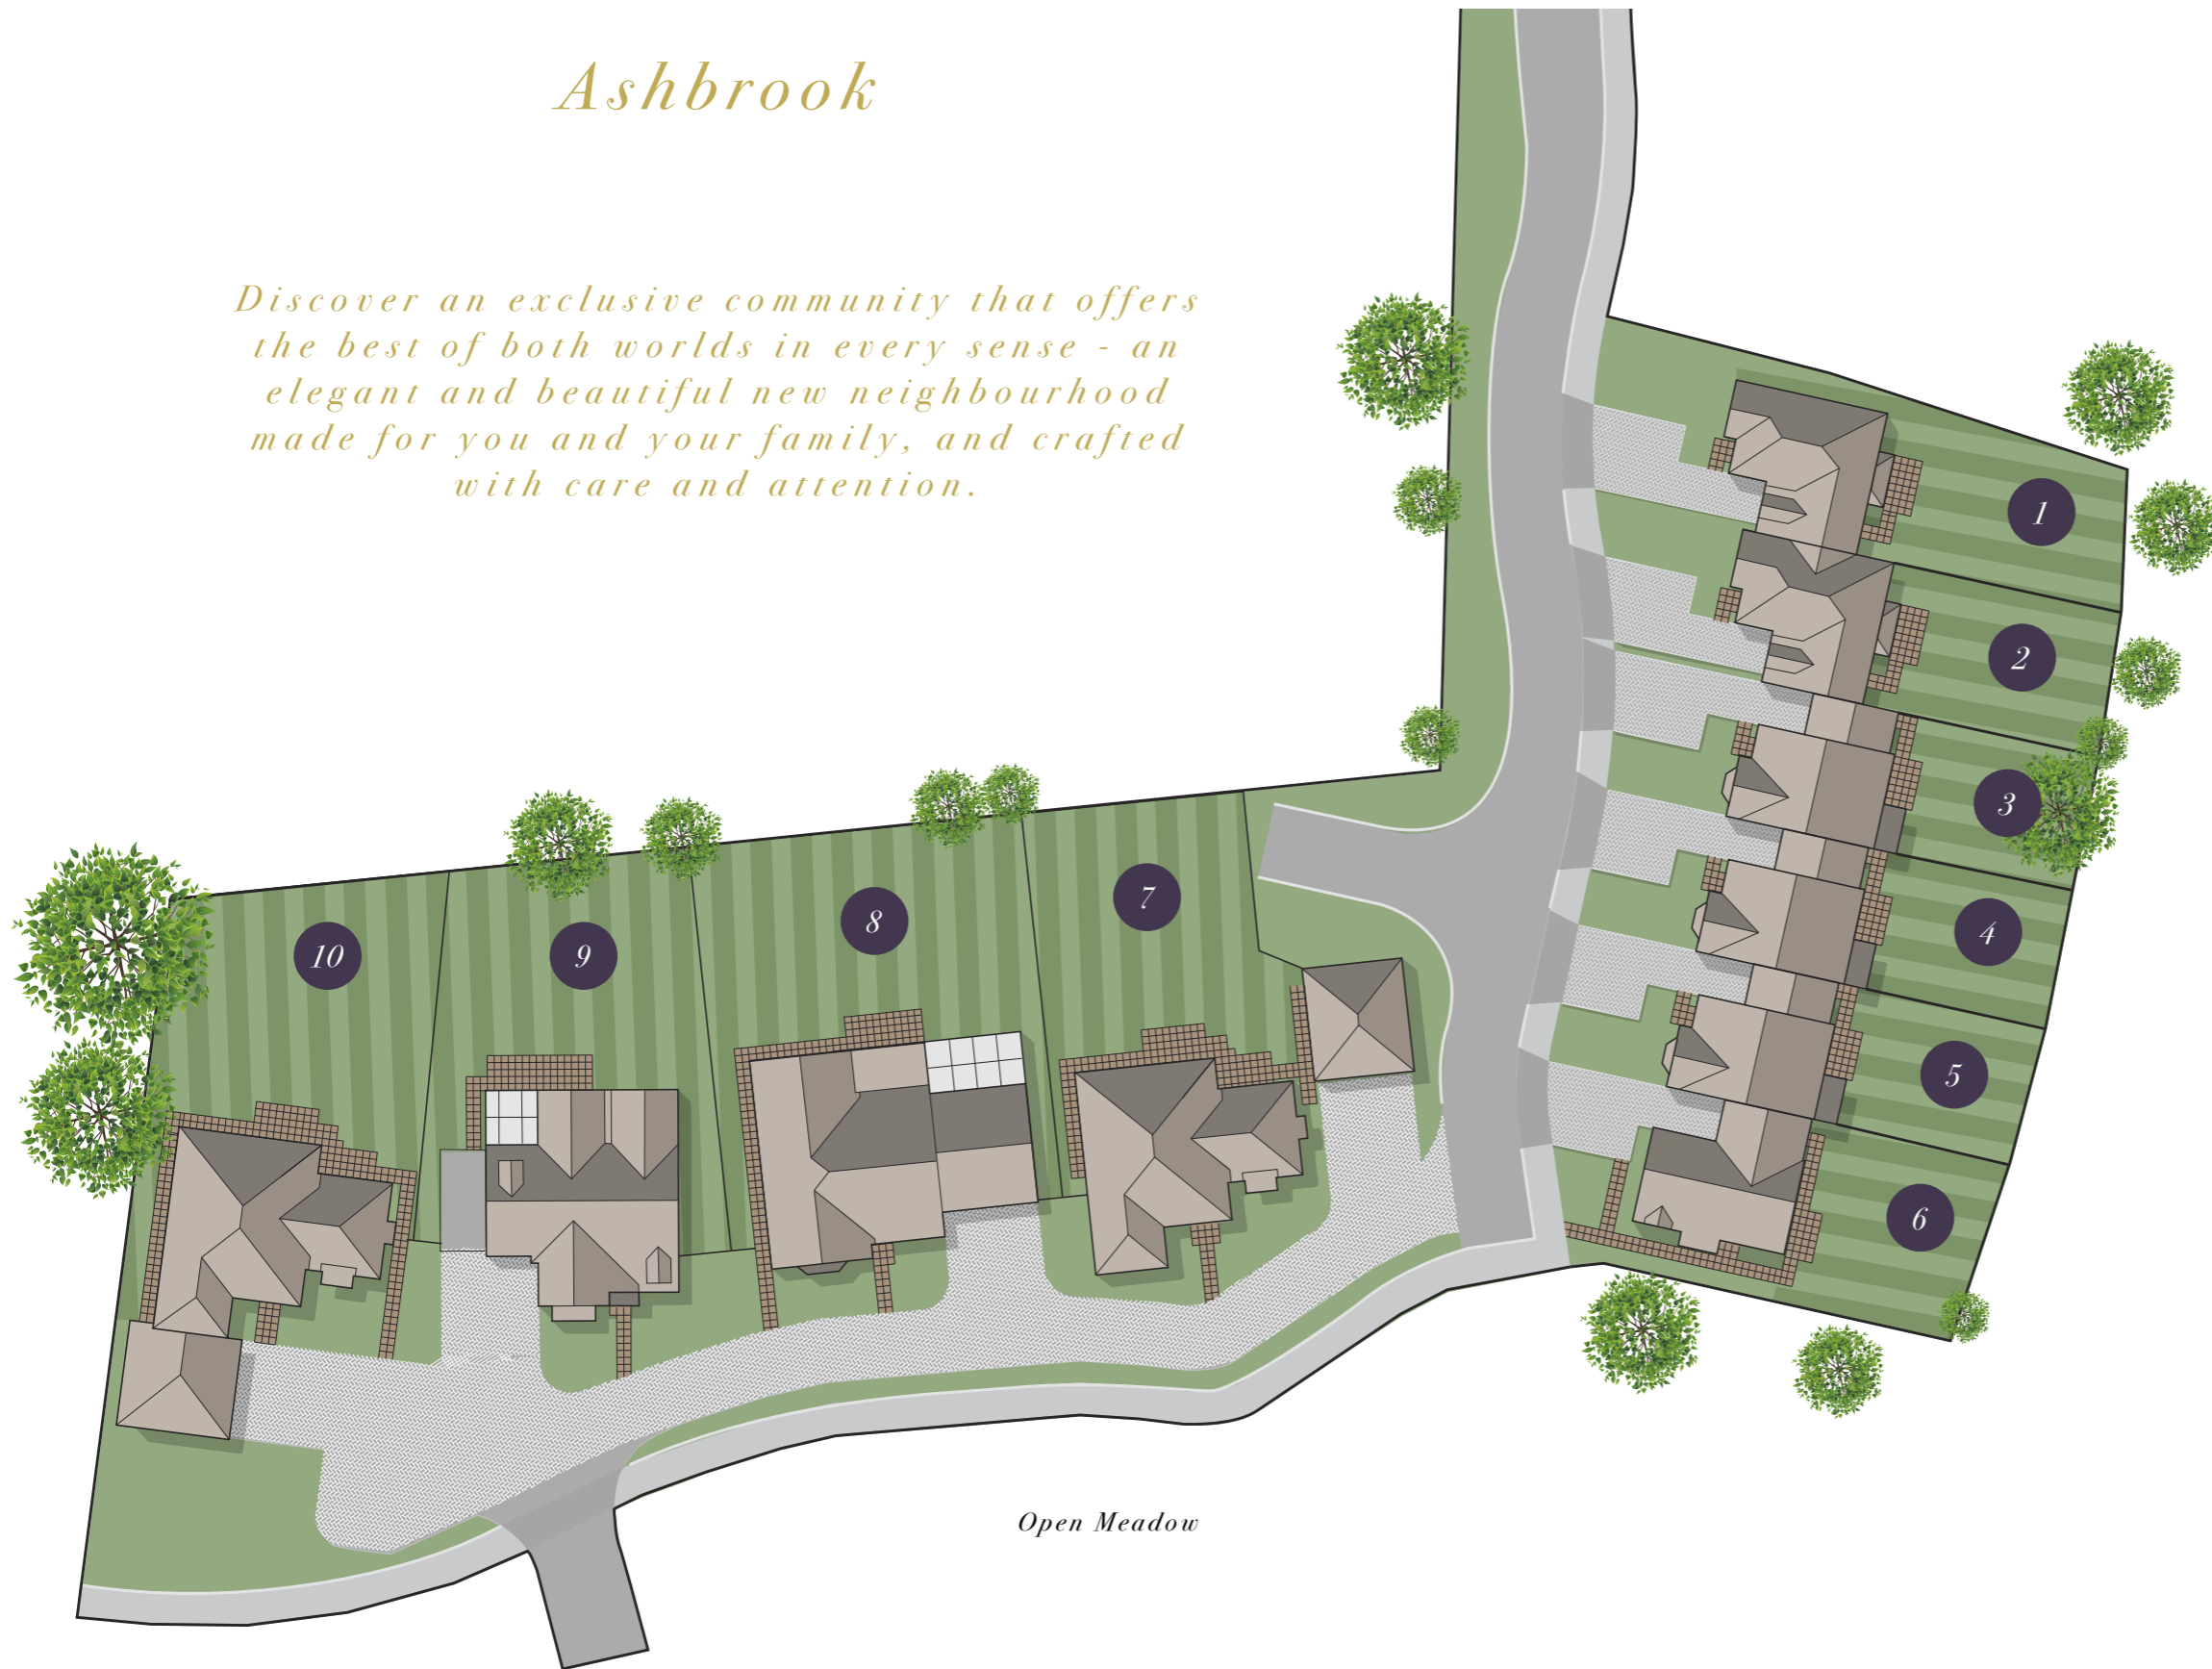 Ashbrook
Discover an exclusive community that offers
the best of both worlds in every sense - an
elegant and beautiful new neighbourhood
made for you and your family, and crafted
with care and attention.
1
2
3
4
5
6
7
8
9
10
Open Meadow